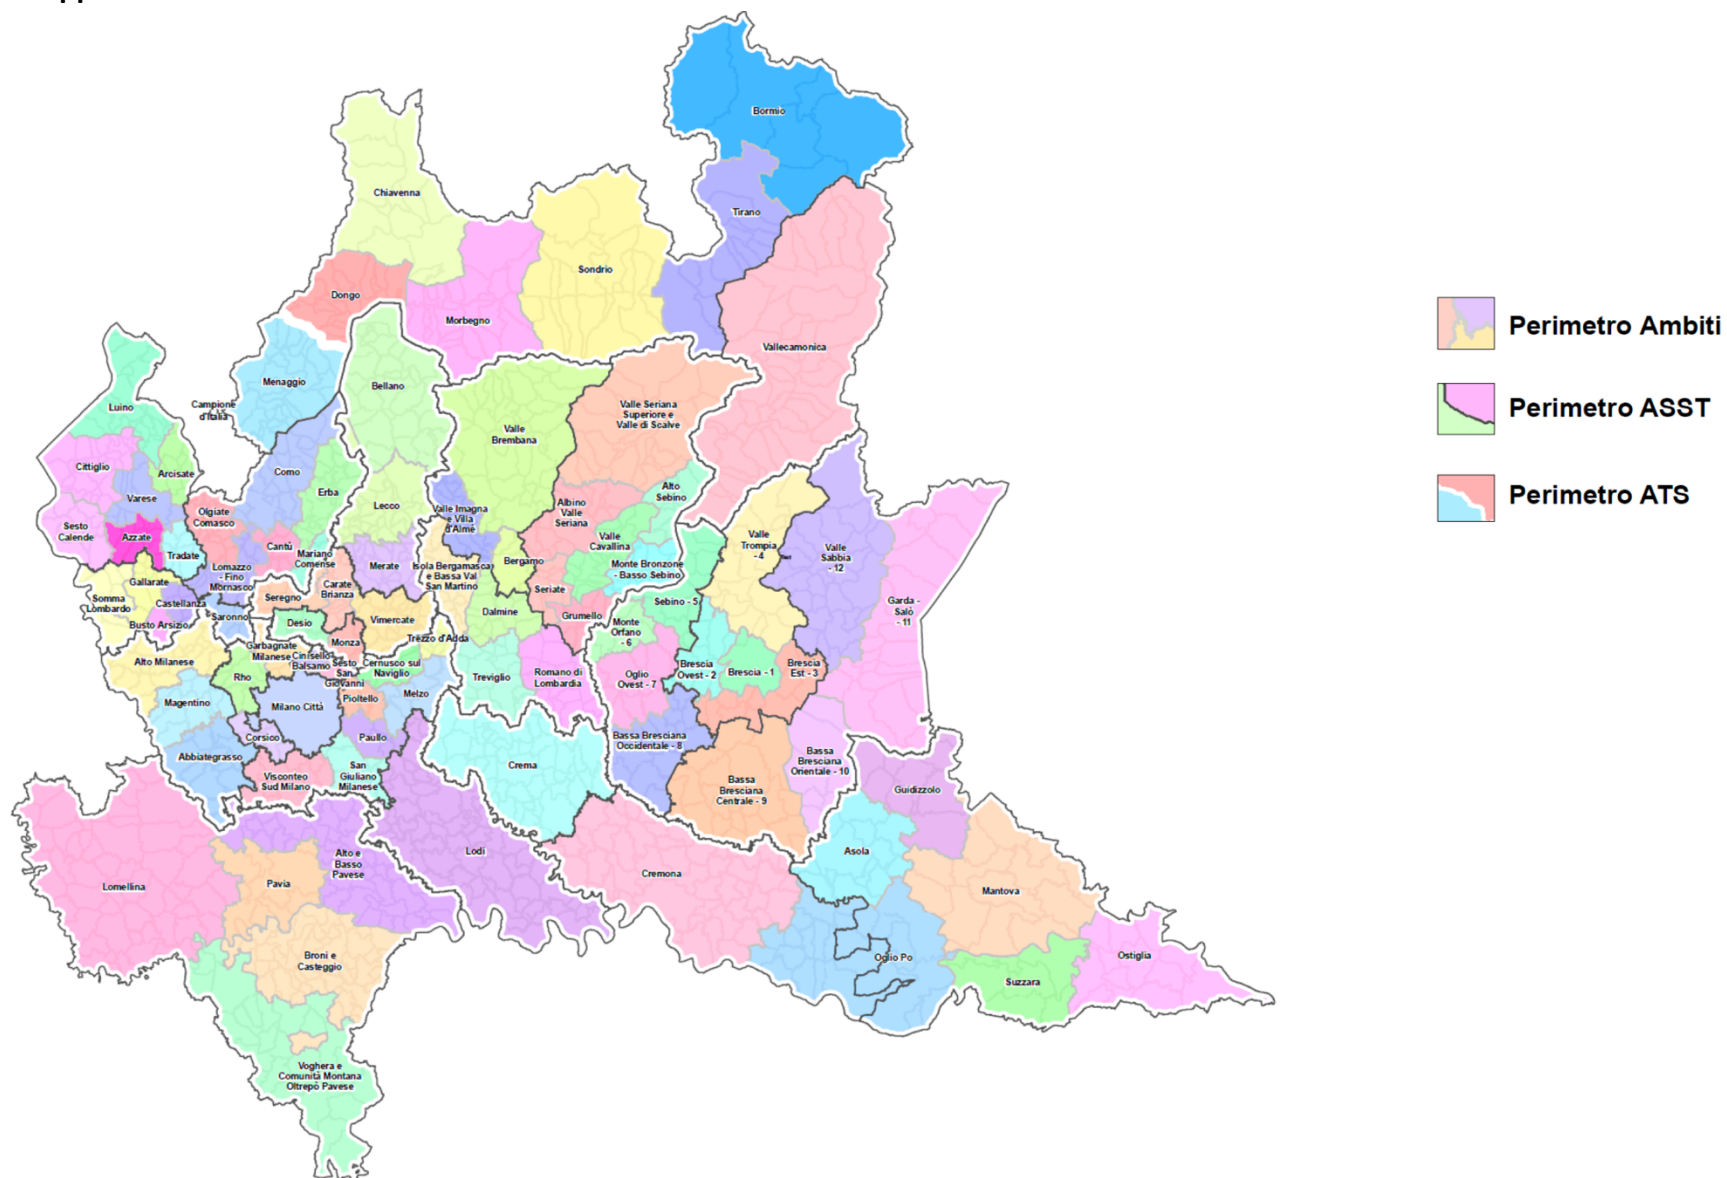 Bormio
Chiavenna
Tirano
Sondrio
Dongo
Morbegno
Vallecamonica
Menaggio
Bellano
Campione
d'Italia
Luino
Valle Seriana
Superiore e
Valle di Scalve
Valle
Brembana
Cittiglio
Arcisate
Como
Varese
Erba
Lecco
Alto
Sebino
Albino
Valle
Seriana
Valle Imagna
e Villa
d'Almè
Olgiate
Comasco
Sesto
Calende
Azzate
Tradate
Cantù
Mariano
Comense
Merate
Isola Bergamasca
e Bassa Val
San Martino
Bergamo
Valle
Cavallina
Monte Bronzone
- Basso Sebino
Valle
Trompia
- 4
Valle
Sabbia
- 12
Lomazzo
- Fino
Mornasco
Gallarate
Somma
Lombardo
Castellanza
Busto Arsizio
Saronno
Seregno
Carate
Brianza
Seriate
Grumello
Sebino - 5
Garda -
Salò
- 11
Desio
Vimercate
Dalmine
Monte
Orfano
- 6
Monza
Trezzo d'Adda
Garbagnate
Milanese
Cinisello
Balsamo
Sesto
San
Giovanni
Cernusco sul
Naviglio
Alto Milanese
Rho
Pioltello
Melzo
Treviglio
Romano di
Lombardia
Oglio
Ovest - 7
Brescia
Ovest - 2
Brescia - 1
Brescia
Est - 3
Magentino
Milano Città
Corsico
Paullo
Bassa Bresciana
Occidentale - 8
Abbiategrasso
Visconteo
Sud Milano
San
Giuliano
Milanese
Crema
Bassa
Bresciana
Centrale - 9
Bassa
Bresciana
Orientale - 10
Guidizzolo
Lomellina
Pavia
Alto e
Basso
Pavese
Lodi
Cremona
Asola
Mantova
Broni e
Casteggio
Oglio Po
Suzzara
Ostiglia
Voghera e
Comunità Montana
Oltrepò Pavese
Perimetro Ambiti
Perimetro ASST
Perimetro ATS